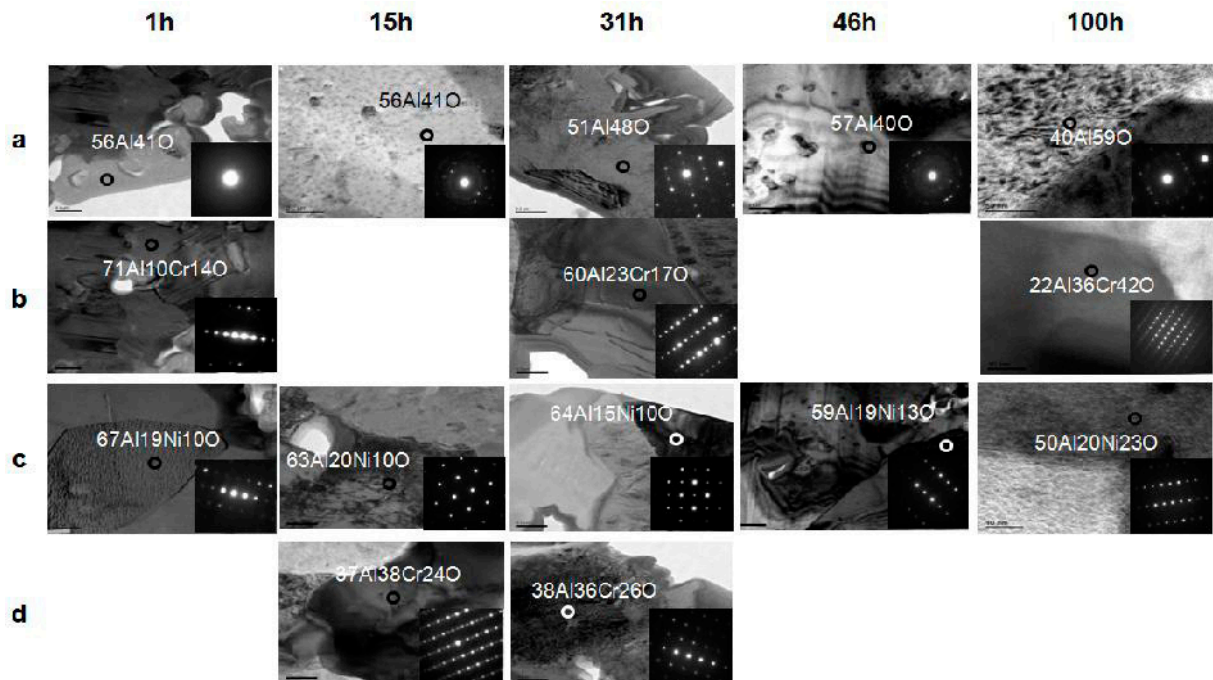 1h 15h 31h 46h 100h
a
56Al41O 56Al41O 51Al48O 57Al40O 40Al59O
b
71Al10Cr14O 60Al23Cr17O 22Al36Cr42O
c
67Al19Ni10O 63Al20Ni10O 64Al15Ni10O 59Al19Ni13O 50Al20Ni23O
d
37Al38Cr24O 38Al36Cr26O